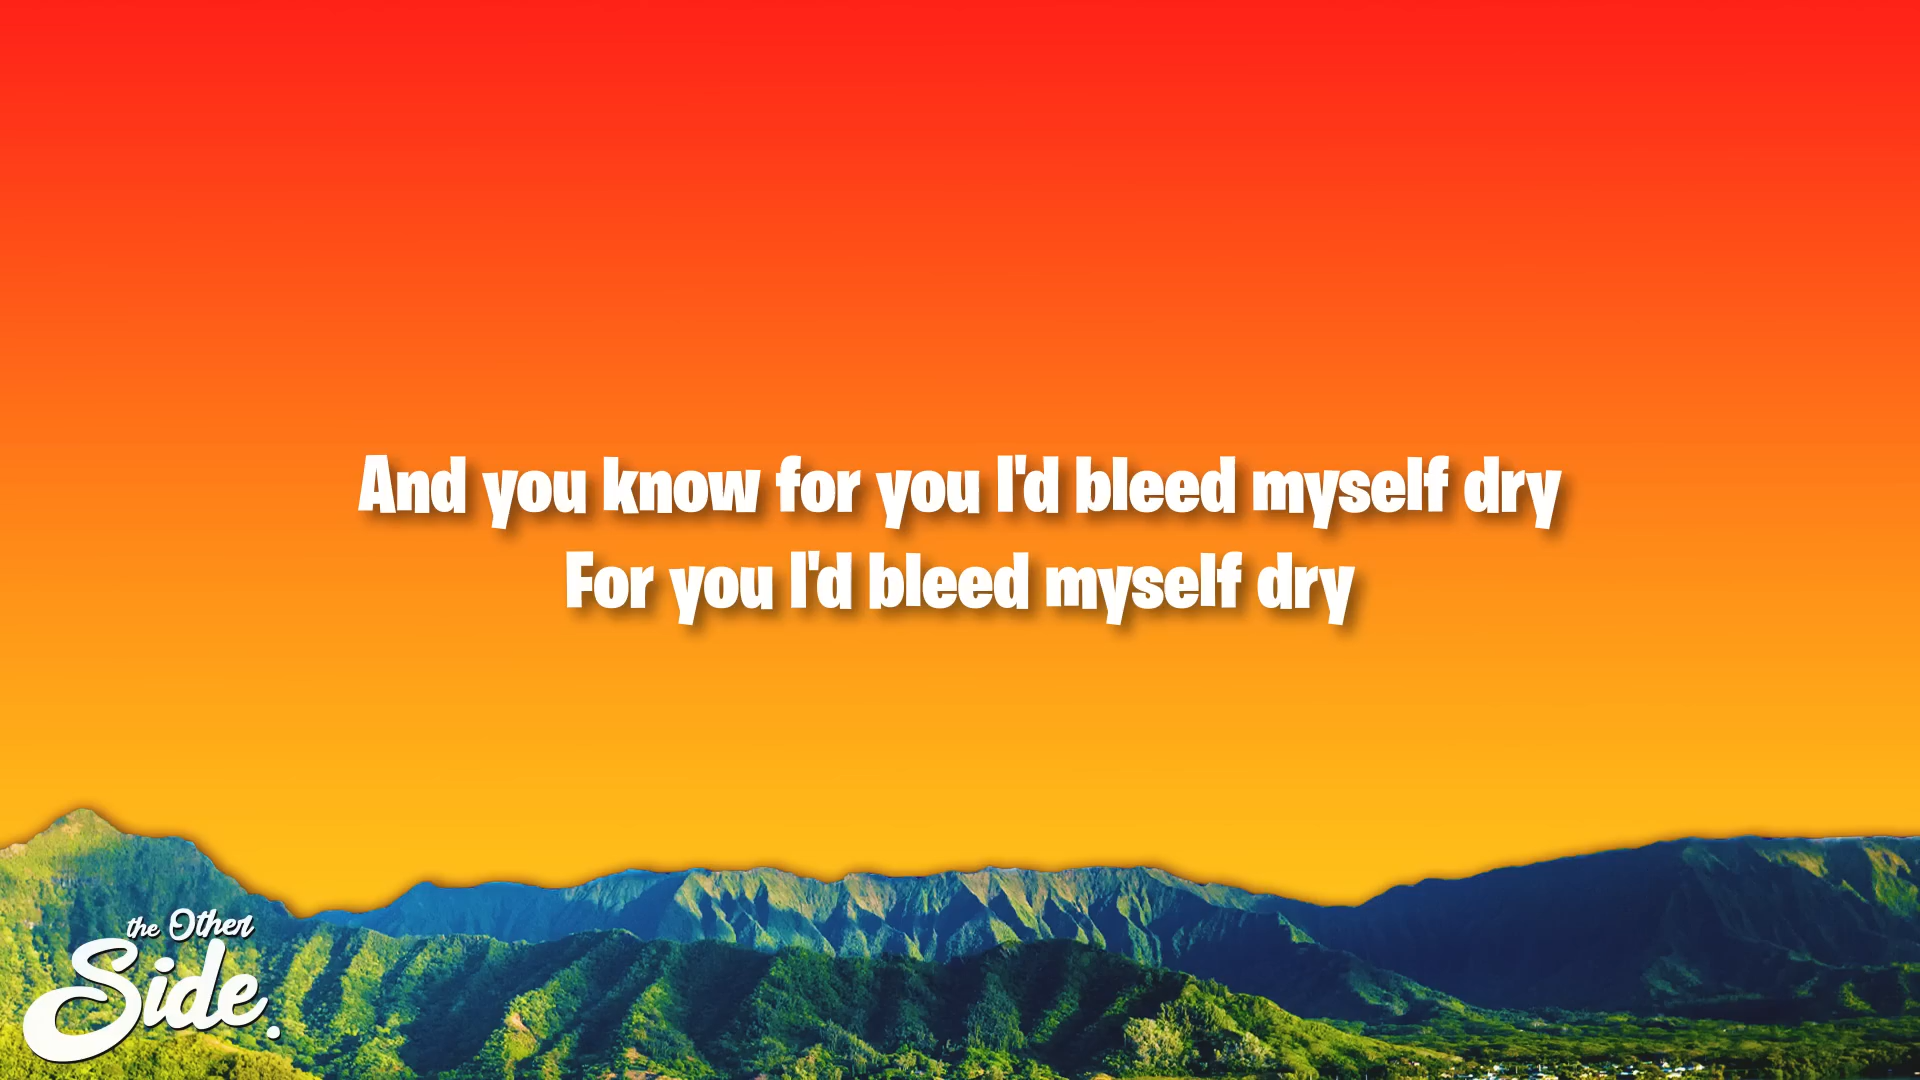 And you know for you I'd bleed myself dry
For you I'd bleed myself dry
the Other
Side.